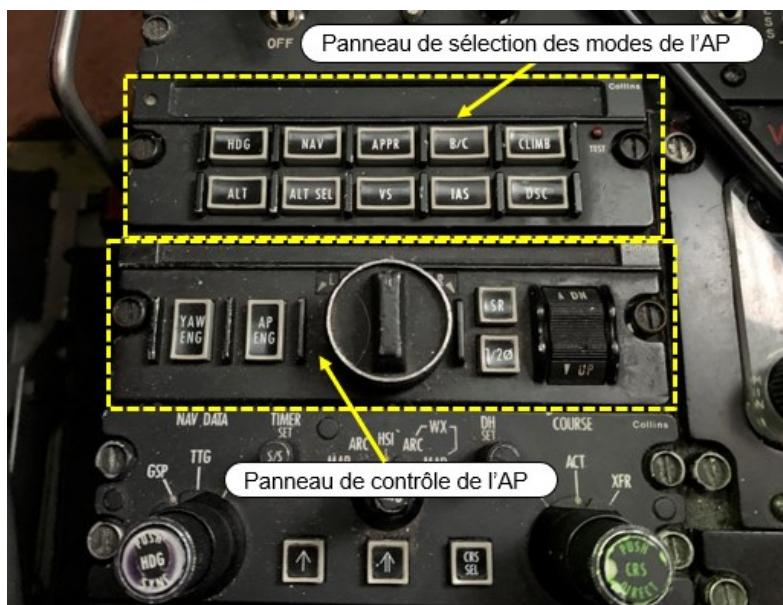 OFF
Panneau de sélection des modes de l'AP
Collins
HDG NAV APPR B/C CLIMB
TEST
ALT ALT SEL VS IAS DSC
L R
YAW ENG
AP ENG
SR
1/2Ø
▲ DN
▼ UP
NAV DATA
TIMER SET
DH SET
COURSE
Collins
GSP TTG
S/S
ARC HSI ARC WX
MAP MAP
ACT XFR
Panneau de contrôle de l'AP
PUSH HDG SYNC
CRS SEL
PUSH CRS DIRECT